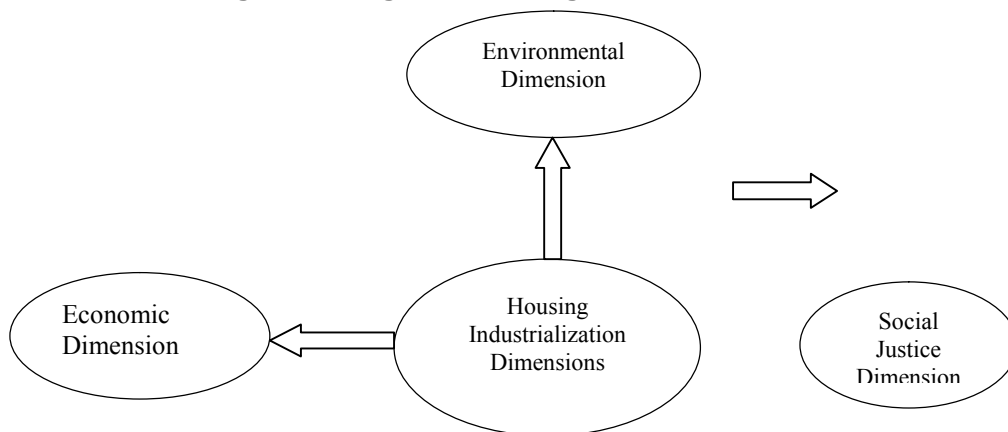 Environmental
Dimension
Economic
Dimension
Housing
Industrialization
Dimensions
Social
Justice
Dimension